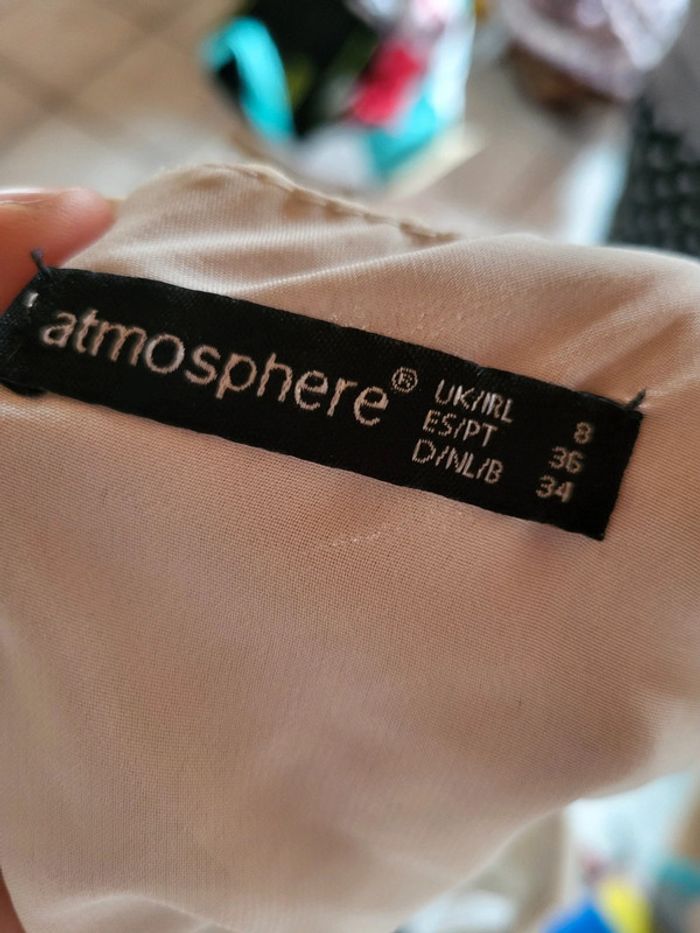 atmosphere®
UK/IRL 8
ES/PT 36
D/NL/B 34